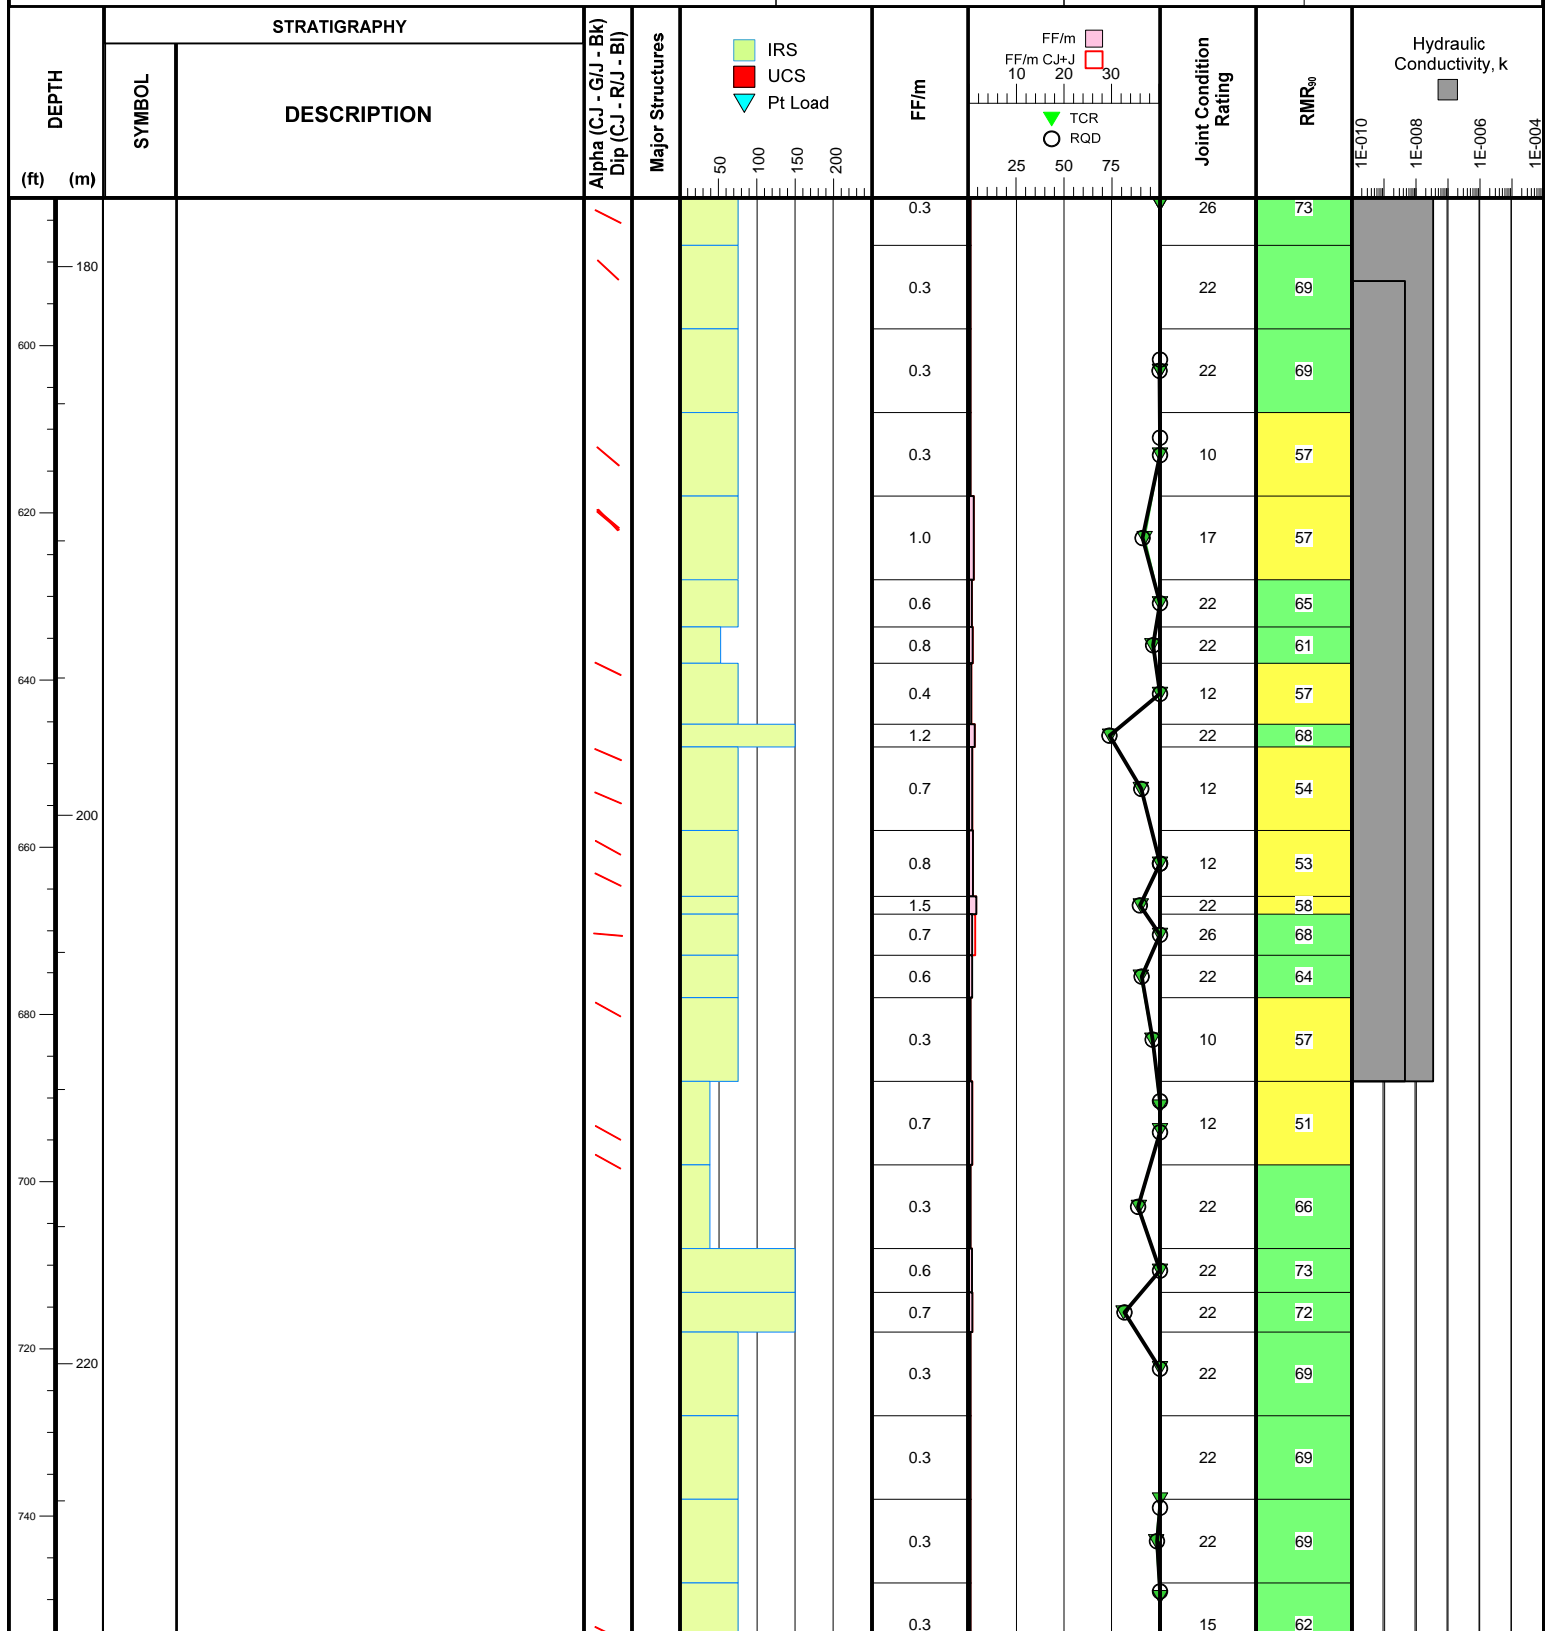 STRATIGRAPHY
DEPTH
(ft) (m)
SYMBOL
DESCRIPTION
Alpha (CJ - G/J - Bk)
Dip (CJ - R/J - Bl)
Major Structures
IRS
UCS
Pt Load
50 100 150 200
FF/m
FF/m
FF/m CJ+J
10 20 30
TCR
RQD
25 50 75
Joint Condition
Rating
RMR90
Hydraulic
Conductivity, k
1E-010 1E-008 1E-006 1E-004
0.3 26 73
180
0.3 22 69
600
0.3 22 69
0.3 10 57
620
1.0 17 57
0.6 22 65
0.8 22 61
640
0.4 12 57
1.2 22 68
0.7 12 54
200
660
0.8 12 53
1.5 22 58
0.7 26 68
0.6 22 64
680
0.3 10 57
0.7 12 51
700
0.3 22 66
0.6 22 73
0.7 22 72
720
220
0.3 22 69
0.3 22 69
740
0.3 22 69
0.3 15 62